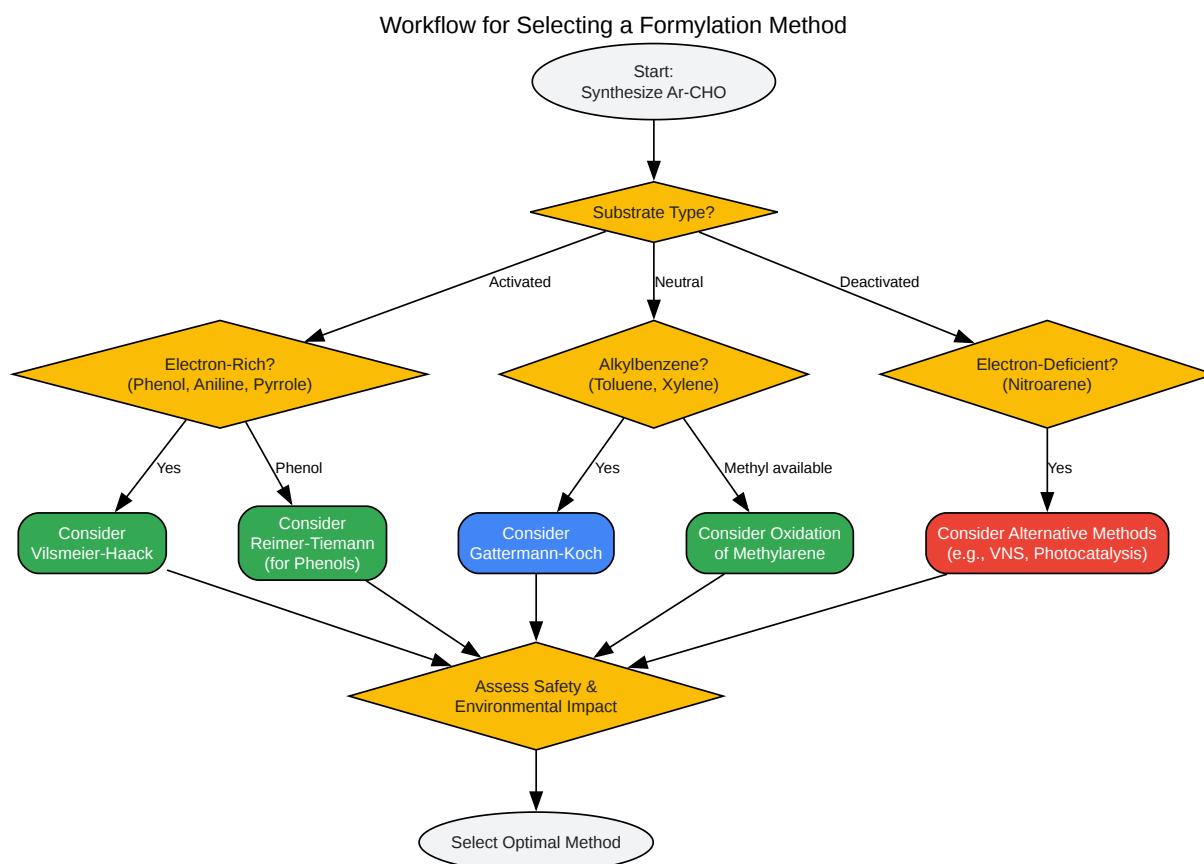 Workflow for Selecting a Formylation Method
Start:
Synthesize Ar-CHO
Substrate Type?
Activated
Neutral
Deactivated
Electron-Rich?
(Phenol, Aniline, Pyrrole)
Alkylbenzene?
(Toluene, Xylene)
Electron-Deficient?
(Nitroarene)
Yes
Phenol
Yes
Methyl available
Yes
Consider
Vilsmeier-Haack
Consider
Reimer-Tiemann
(for Phenols)
Consider
Gattermann-Koch
Consider Oxidation
of Methylarene
Consider Alternative Methods
(e.g., VNS, Photocatalysis)
Assess Safety &
Environmental Impact
Select Optimal Method